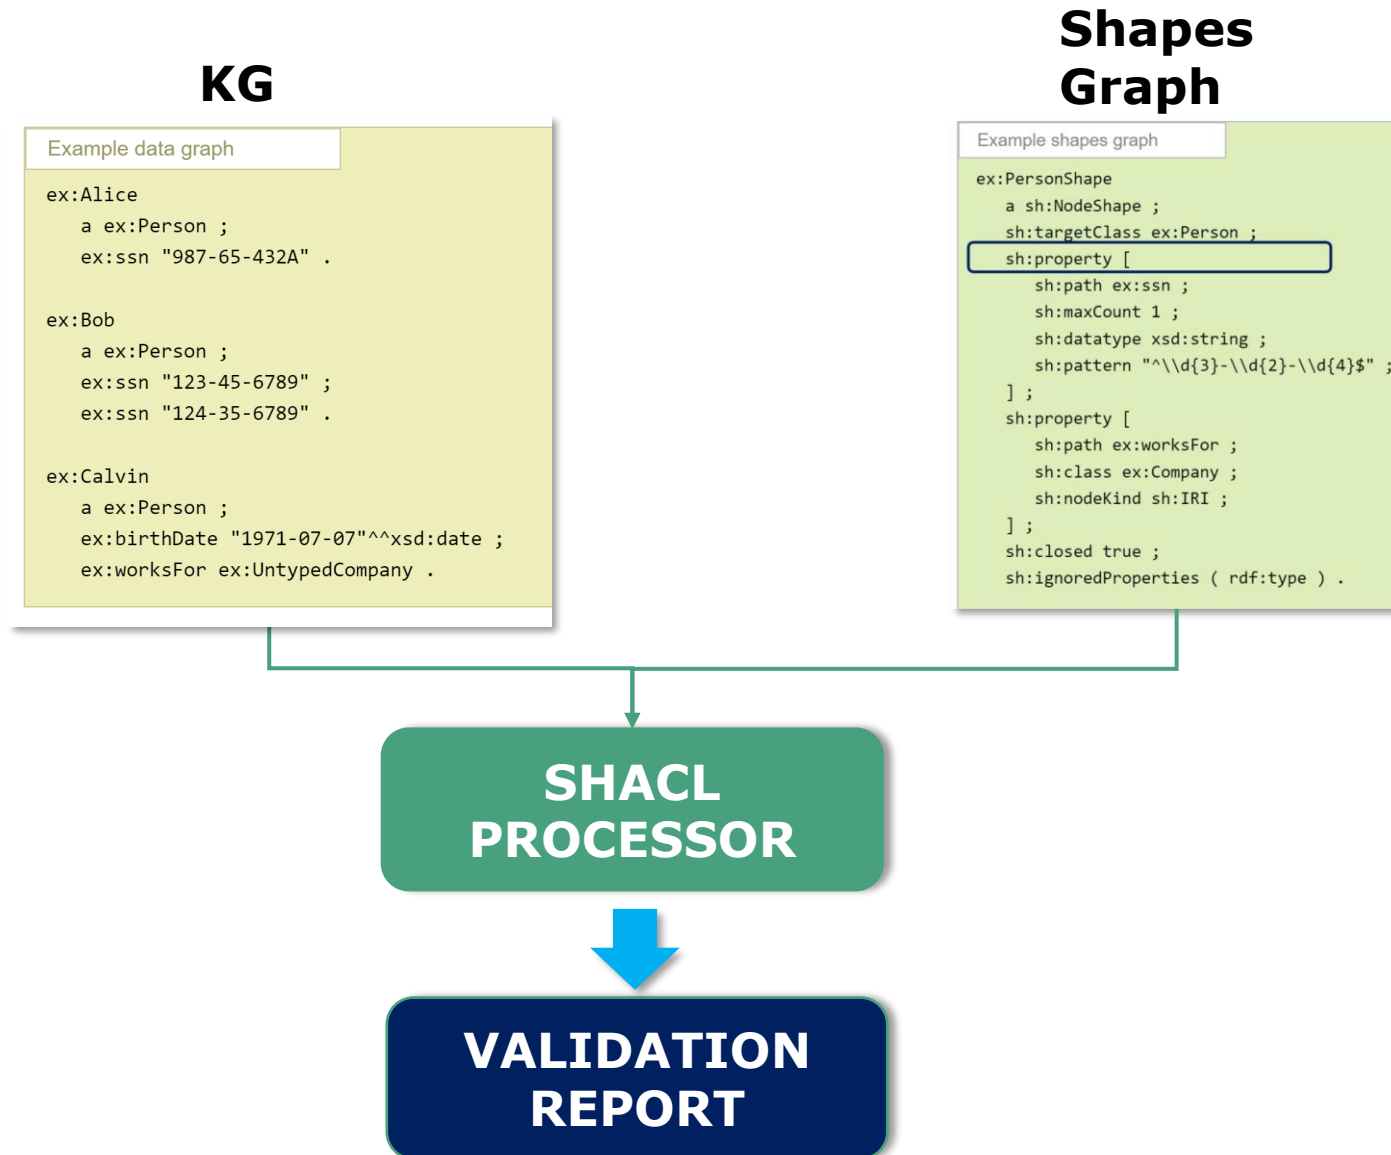 KG
Example data graph
ex:Alice
a ex:Person ;
ex:ssn "987-65-432A" .
ex:Bob
a ex:Person ;
ex:ssn "123-45-6789" ;
ex:ssn "124-35-6789" .
ex:Calvin
a ex:Person ;
ex:birthDate "1971-07-07"^^xsd:date ;
ex:worksFor ex:UntypedCompany .
Shapes
Graph
Example shapes graph
ex:PersonShape
a sh:NodeShape ;
sh:targetClass ex:Person ;
sh:property [
sh:path ex:ssn ;
sh:maxCount 1 ;
sh:datatype xsd:string ;
sh:pattern "^\\d{3}-\\d{2}-\\d{4}$" ;
] ;
sh:property [
sh:path ex:worksFor ;
sh:class ex:Company ;
sh:nodeKind sh:IRI ;
] ;
sh:closed true ;
sh:ignoredProperties ( rdf:type ) .
SHACL
PROCESSOR
VALIDATION
REPORT